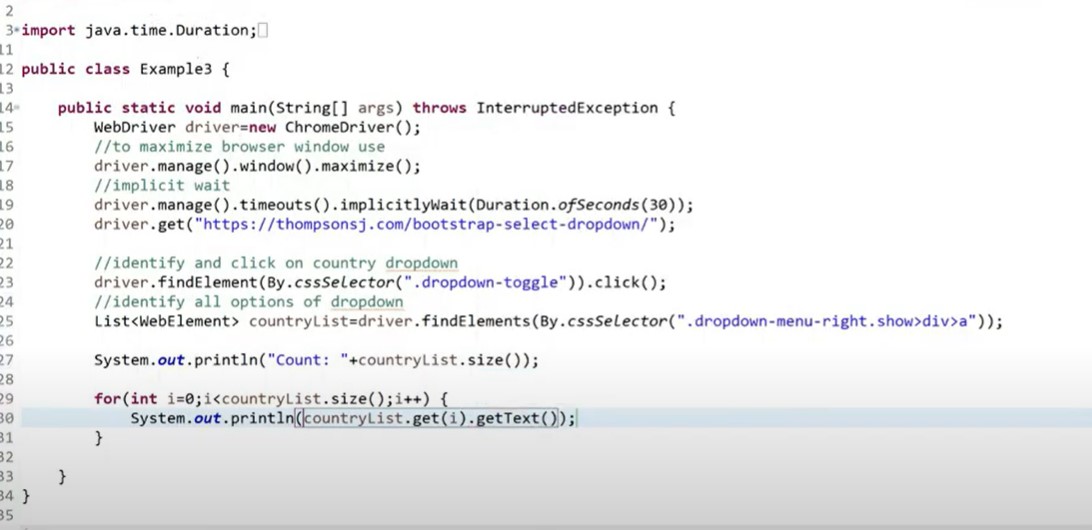 2
3 import java.time.Duration;
11
12 public class Example3 {
13
14 public static void main(String[] args) throws InterruptedException {
15 WebDriver driver=new ChromeDriver();
16 //to maximize browser window use
17 driver.manage().window().maximize();
18 //implicit wait
19 driver.manage().timeouts().implicitlyWait(Duration.ofSeconds(30));
20 driver.get("https://thompsonsj.com/bootstrap-select-dropdown/");
21
22 //identify and click on country dropdown
23 driver.findElement(By.cssSelector(".dropdown-toggle")).click();
24 //identify all options of dropdown
25 List<WebElement> countryList=driver.findElements(By.cssSelector(".dropdown-menu-right.show>div>a"));
26
27 System.out.println("Count: "+countryList.size());
28
29 for(int i=0;i<countryList.size();i++) {
30 System.out.println(countryList.get(i).getText());
31 }
32
33 }
34 }
35